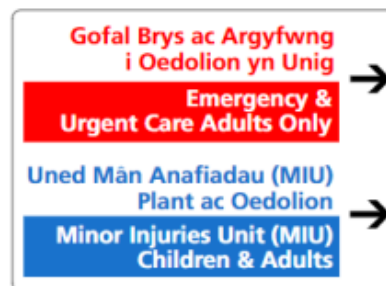 Gofal Brys ac Argyfwng
i Oedolion yn Unig
Emergency &
Urgent Care Adults Only
Uned Mân Anafiadau (MIU)
Plant ac Oedolion
Minor Injuries Unit (MIU)
Children & Adults